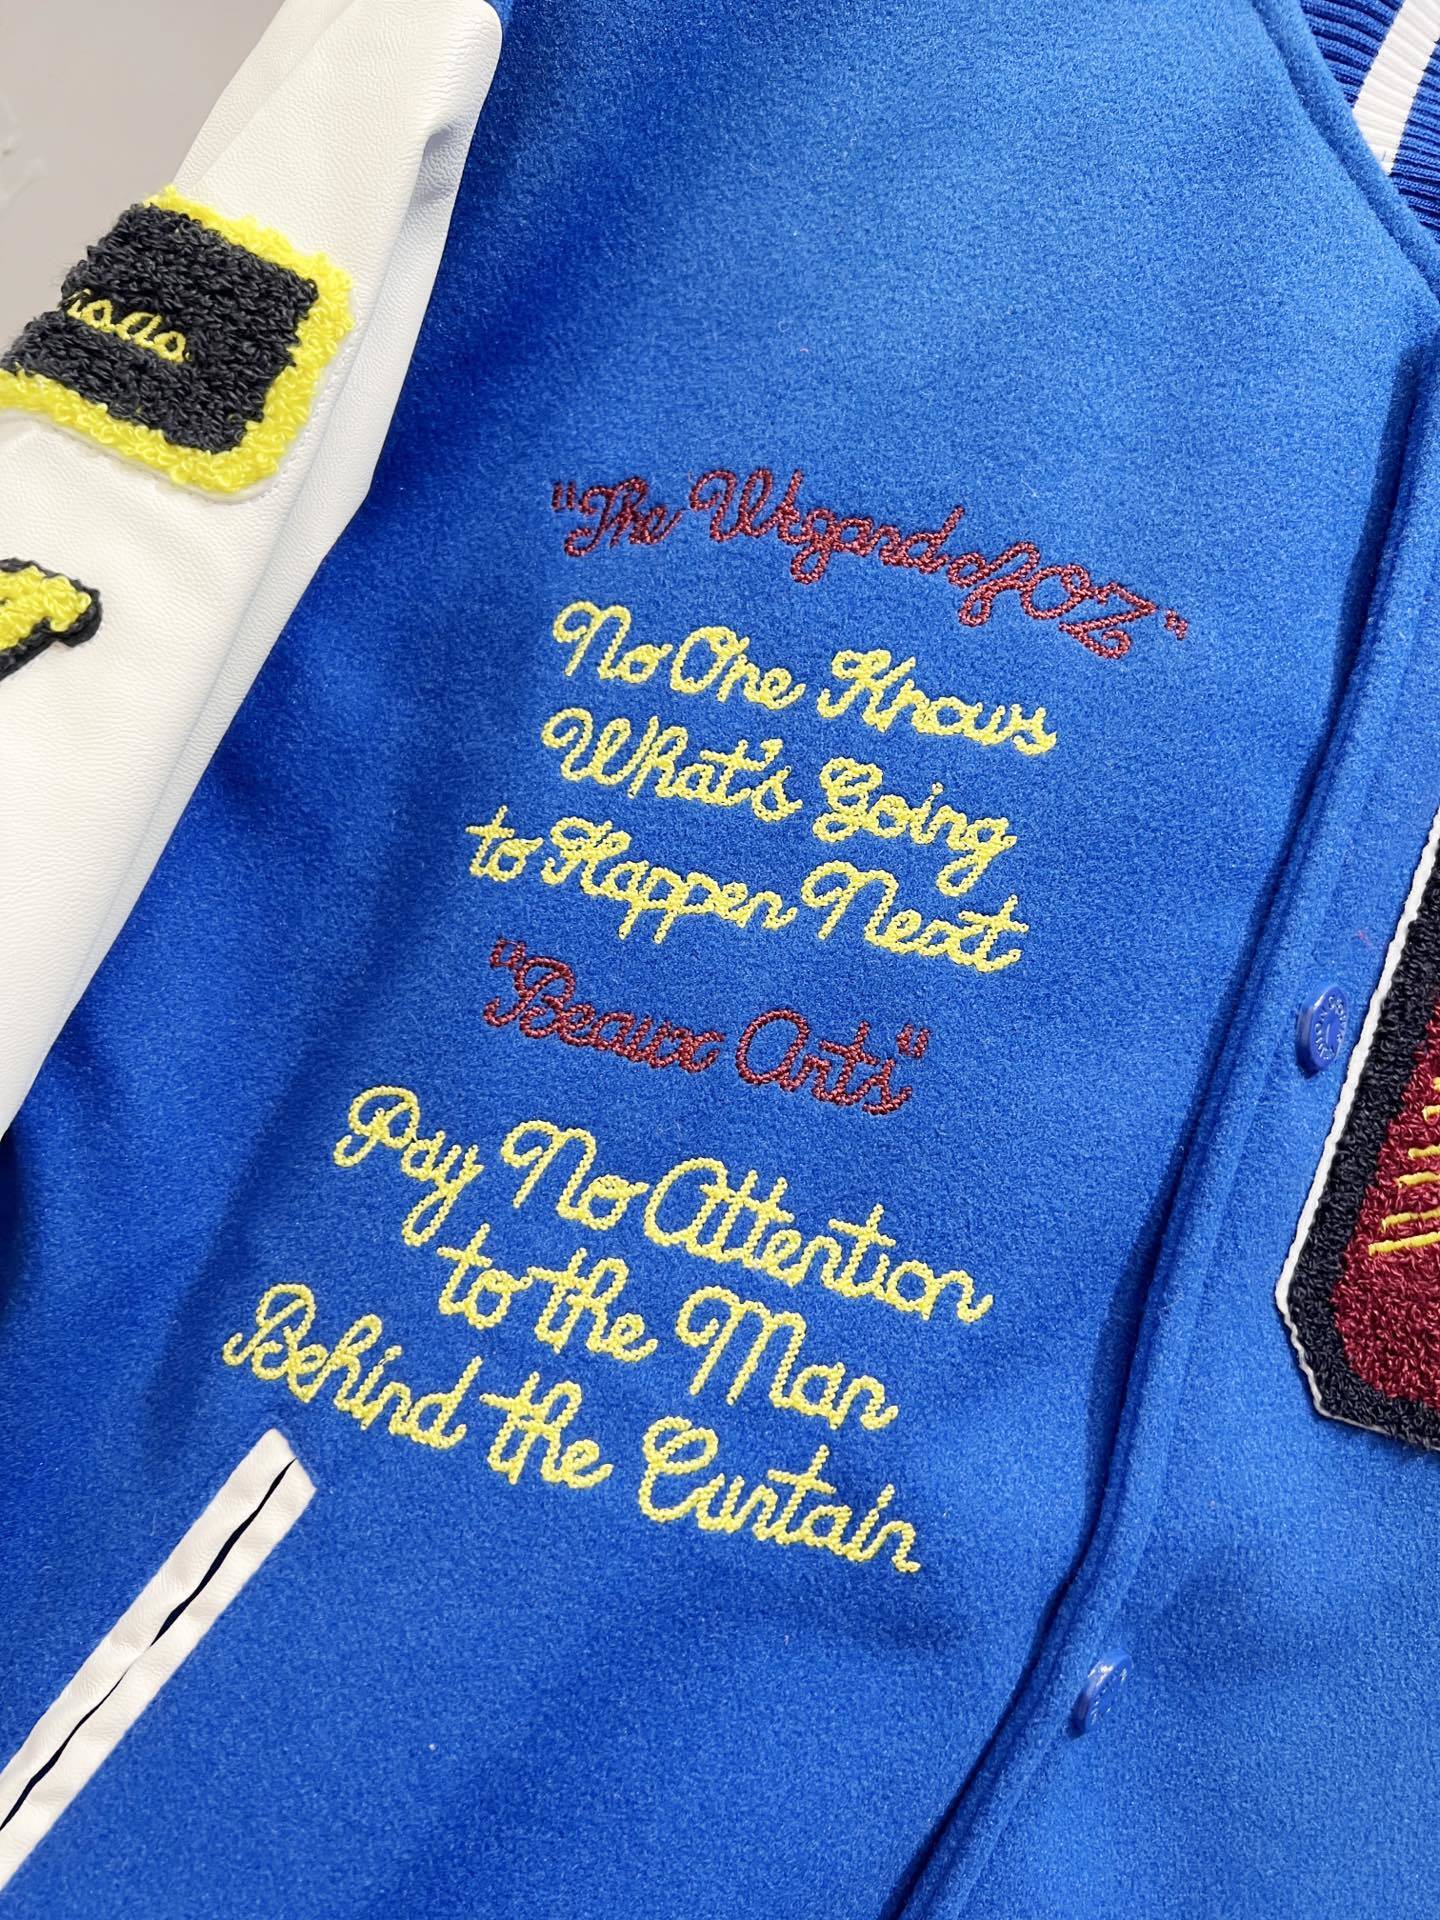 "The Wizard of OZ"
No One Knows
What's Going
to Happen Next
"Beaux Arts"
Pay No Attention
to the Man
Behind the Curtain